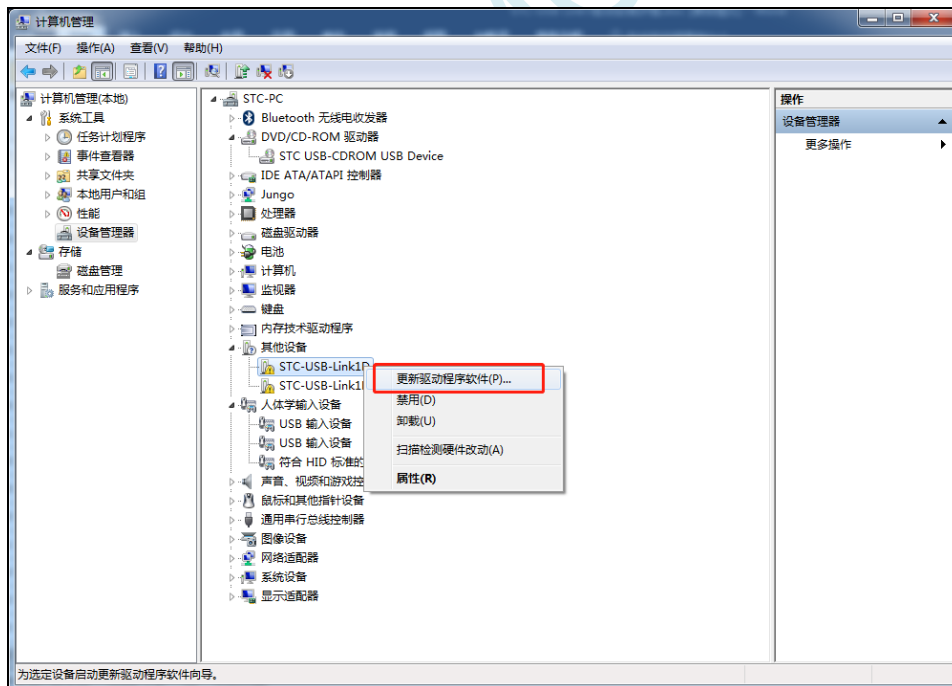 计算机管理
文件(F) 操作(A) 查看(V) 帮助(H)
计算机管理(本地)
系统工具
任务计划程序
事件查看器
共享文件夹
本地用户和组
性能
设备管理器
存储
磁盘管理
服务和应用程序
STC-PC
Bluetooth 无线电收发器
DVD/CD-ROM 驱动器
STC USB-CDROM USB Device
IDE ATA/ATAPI 控制器
Jungo
处理器
磁盘驱动器
电池
计算机
监视器
键盘
内存技术驱动程序
其他设备
STC-USB-Link1D
STC-USB-Link1
人体学输入设备
USB 输入设备
USB 输入设备
符合 HID 标准的
声音、视频和游戏控
鼠标和其他指针设备
通用串行总线控制器
图像设备
网络适配器
系统设备
显示适配器
更新驱动程序软件(P)...
禁用(D)
卸载(U)
扫描检测硬件改动(A)
属性(R)
操作
设备管理器
更多操作
为选定设备启动更新驱动程序软件向导。